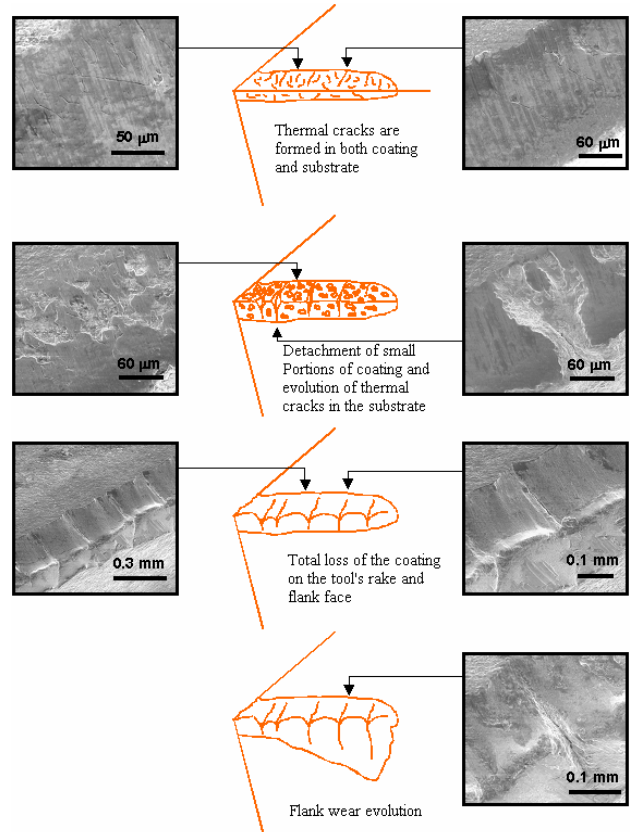 50 μm
60 μm
Thermal cracks are
formed in both coating
and substrate
60 μm
60 μm
Detachment of small
Portions of coating and
evolution of thermal
cracks in the substrate
0.3 mm
0.1 mm
Total loss of the coating
on the tool's rake and
flank face
0.1 mm
Flank wear evolution